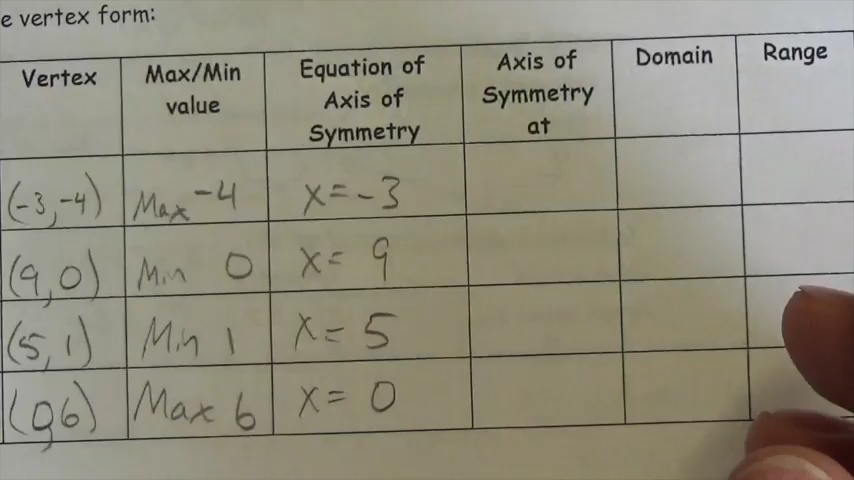 e vertex form:
Vertex
Max/Min
value
Equation of
Axis of
Symmetry
Axis of
Symmetry
at
Domain
Range
(-3,-4) Max -4 x=-3
(9,0) Min 0 x= 9
(5,1) Min 1 x= 5
(0,6) Max 6 x= 0